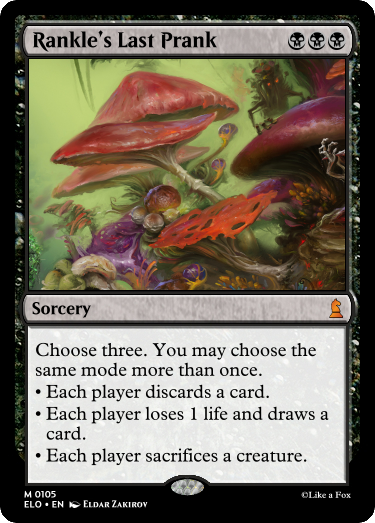 Rankle's Last Prank
Sorcery
Choose three. You may choose the
same mode more than once.
• Each player discards a card.
• Each player loses 1 life and draws a
card.
• Each player sacrifices a creature.
M 0105
ELO • EN Eldar Zakirov
©Like a Fox